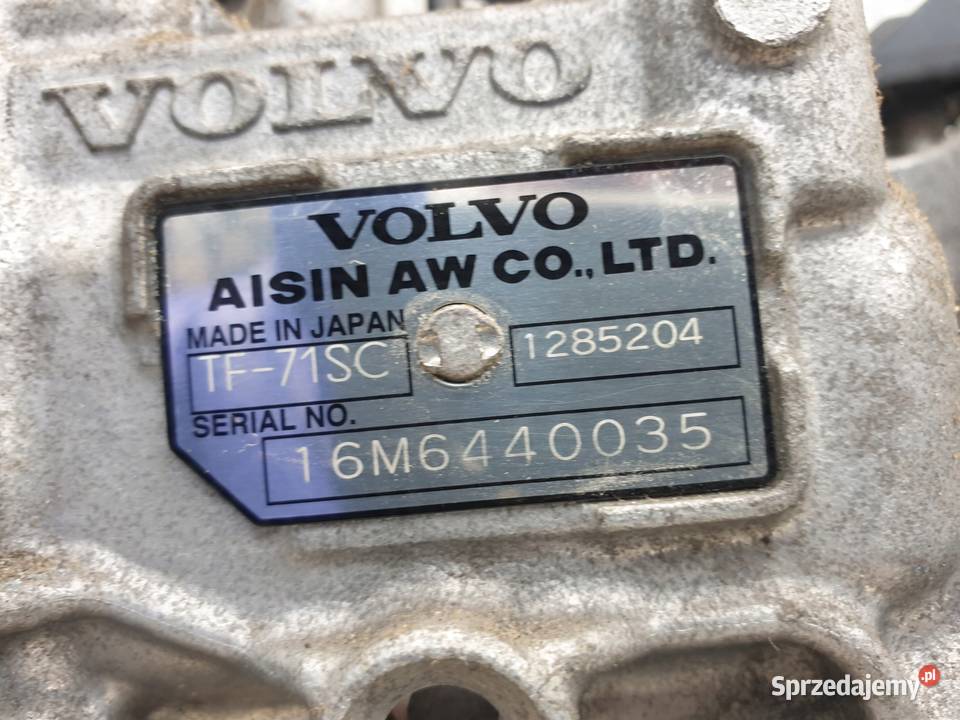 VOLVO
VOLVO
AISIN AW CO., LTD.
MADE IN JAPAN
TF-71SC
1285204
SERIAL NO.
16M6440035
Sprzedajemy.pl